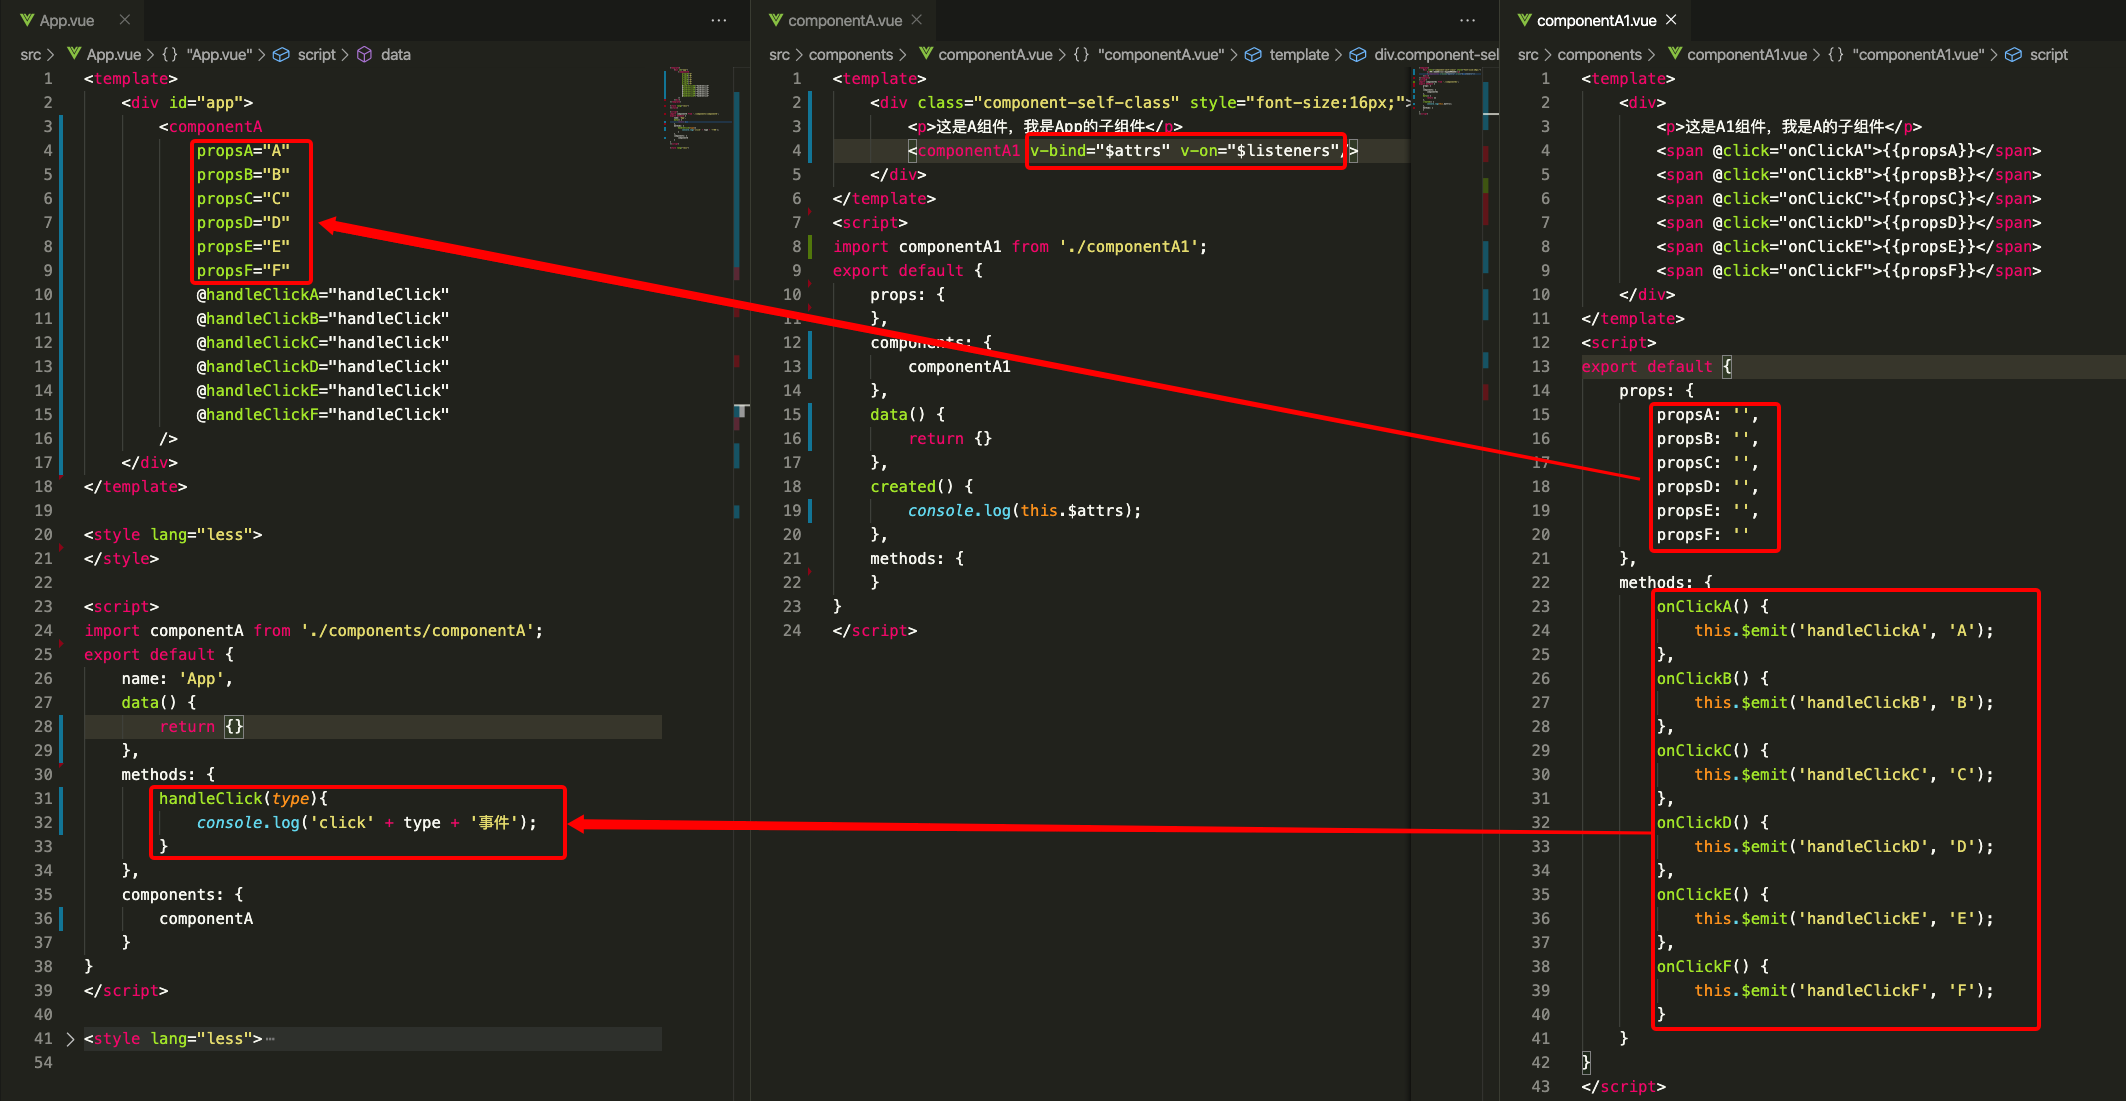 App.vue
src > App.vue > {} "App.vue" > script > data
1 <template>
2 <div id="app">
3 <componentA
4 propsA="A"
5 propsB="B"
6 propsC="C"
7 propsD="D"
8 propsE="E"
9 propsF="F"
10 @handleClickA="handleClick"
11 @handleClickB="handleClick"
12 @handleClickC="handleClick"
13 @handleClickD="handleClick"
14 @handleClickE="handleClick"
15 @handleClickF="handleClick"
16 />
17 </div>
18 </template>
19
20 <style lang="less">
21 </style>
22
23 <script>
24 import componentA from './components/componentA';
25 export default {
26 name: 'App',
27 data() {
28 return {}
29 },
30 methods: {
31 handleClick(type){
32 console.log('click' + type + '事件');
33 }
34 },
35 components: {
36 componentA
37 }
38 }
39 </script>
40
41 > <style lang="less">⋯
54
componentA.vue
src > components > componentA.vue > {} "componentA.vue" > template > div.component-sel
1 <template>
2 <div class="component-self-class" style="font-size:16px;">
3 <p>这是A组件，我是App的子组件</p>
4 <componentA1 v-bind="$attrs" v-on="$listeners"/>
5 </div>
6 </template>
7 <script>
8 import componentA1 from './componentA1';
9 export default {
10 props: {
11 },
12 components: {
13 componentA1
14 },
15 data() {
16 return {}
17 },
18 created() {
19 console.log(this.$attrs);
20 },
21 methods: {
22 }
23 }
24 </script>
componentA1.vue
src > components > componentA1.vue > {} "componentA1.vue" > script
1 <template>
2 <div>
3 <p>这是A1组件，我是A的子组件</p>
4 <span @click="onClickA">{{propsA}}</span>
5 <span @click="onClickB">{{propsB}}</span>
6 <span @click="onClickC">{{propsC}}</span>
7 <span @click="onClickD">{{propsD}}</span>
8 <span @click="onClickE">{{propsE}}</span>
9 <span @click="onClickF">{{propsF}}</span>
10 </div>
11 </template>
12 <script>
13 export default {
14 props: {
15 propsA: '',
16 propsB: '',
17 propsC: '',
18 propsD: '',
19 propsE: '',
20 propsF: ''
21 },
22 methods: {
23 onClickA() {
24 this.$emit('handleClickA', 'A');
25 },
26 onClickB() {
27 this.$emit('handleClickB', 'B');
28 },
29 onClickC() {
30 this.$emit('handleClickC', 'C');
31 },
32 onClickD() {
33 this.$emit('handleClickD', 'D');
34 },
35 onClickE() {
36 this.$emit('handleClickE', 'E');
37 },
38 onClickF() {
39 this.$emit('handleClickF', 'F');
40 }
41 }
42 }
43 </script>